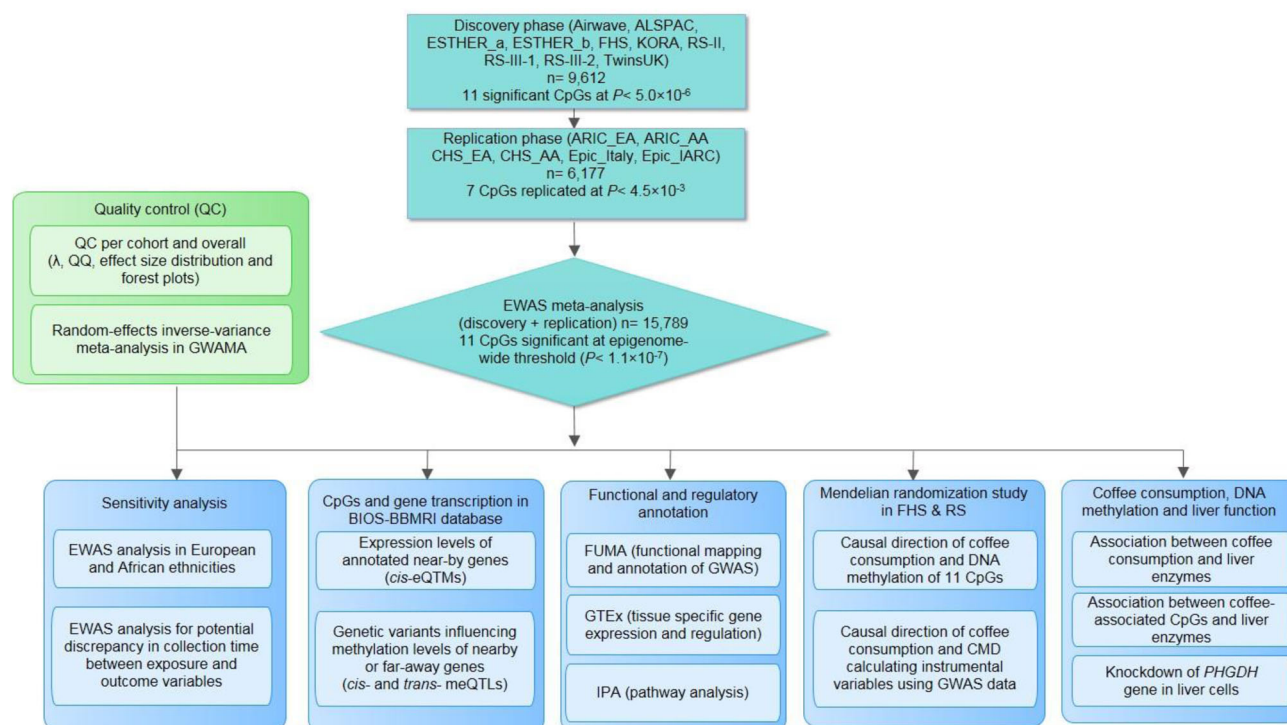 Discovery phase (Airwave, ALSPAC,
ESTHER_a, ESTHER_b, FHS, KORA, RS-II,
RS-III-1, RS-III-2, TwinsUK)
n= 9,612
11 significant CpGs at P< 5.0×10⁻⁶
Replication phase (ARIC_EA, ARIC_AA
CHS_EA, CHS_AA, Epic_Italy, Epic_IARC)
n= 6,177
7 CpGs replicated at P< 4.5×10⁻³
Quality control (QC)
QC per cohort and overall
(λ, QQ, effect size distribution and
forest plots)
Random-effects inverse-variance
meta-analysis in GWAMA
EWAS meta-analysis
(discovery + replication) n= 15,789
11 CpGs significant at epigenome-
wide threshold (P< 1.1×10⁻⁷)
Sensitivity analysis
EWAS analysis in European
and African ethnicities
EWAS analysis for potential
discrepancy in collection time
between exposure and
outcome variables
CpGs and gene transcription in
BIOS-BBMRI database
Expression levels of
annotated near-by genes
(cis-eQTMs)
Genetic variants influencing
methylation levels of nearby
or far-away genes
(cis- and trans- meQTLs)
Functional and regulatory
annotation
FUMA (functional mapping
and annotation of GWAS)
GTEx (tissue specific gene
expression and regulation)
IPA (pathway analysis)
Mendelian randomization study
in FHS & RS
Causal direction of coffee
consumption and DNA
methylation of 11 CpGs
Causal direction of coffee
consumption and CMD
calculating instrumental
variables using GWAS data
Coffee consumption, DNA
methylation and liver function
Association between coffee
consumption and liver
enzymes
Association between coffee-
associated CpGs and liver
enzymes
Knockdown of PHGDH
gene in liver cells